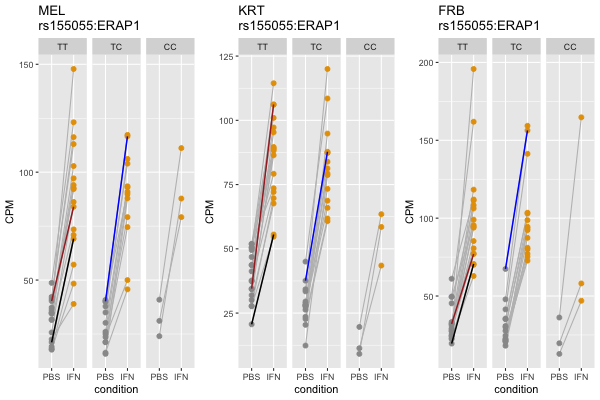 MEL
rs155055:ERAP1
TT TC CC
150
100
50
CPM
PBS IFN PBS IFN PBS IFN
condition
KRT
rs155055:ERAP1
TT TC CC
125
100
75
50
25
CPM
PBS IFN PBS IFN PBS IFN
condition
FRB
rs155055:ERAP1
TT TC CC
200
150
100
50
CPM
PBS IFN PBS IFN PBS IFN
condition